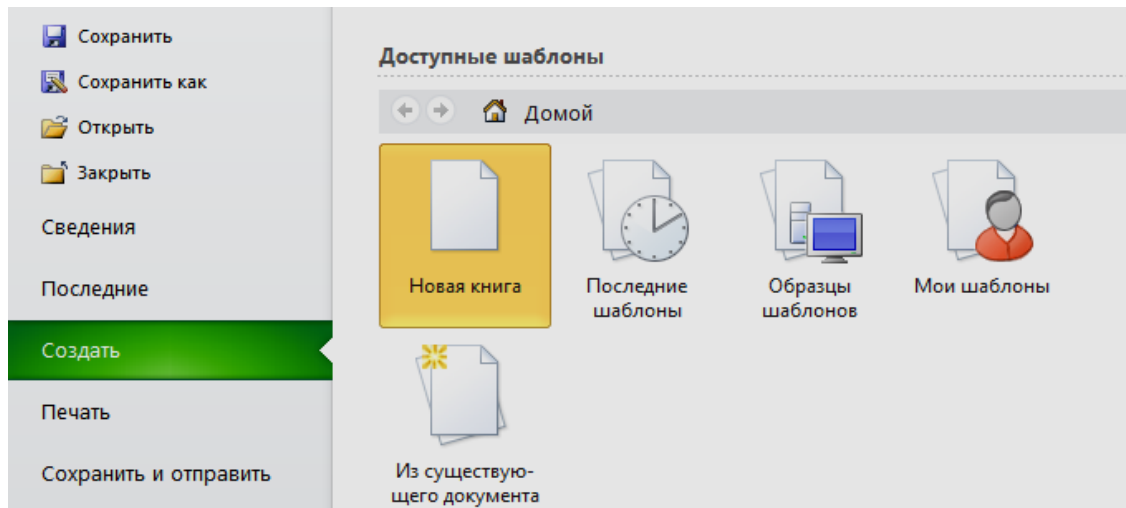 Сохранить
Сохранить как
Открыть
Закрыть
Сведения
Последние
Создать
Печать
Сохранить и отправить
Доступные шаблоны
Домой
Новая книга
Последние
шаблоны
Образцы
шаблонов
Мои шаблоны
Из существую-
щего документа